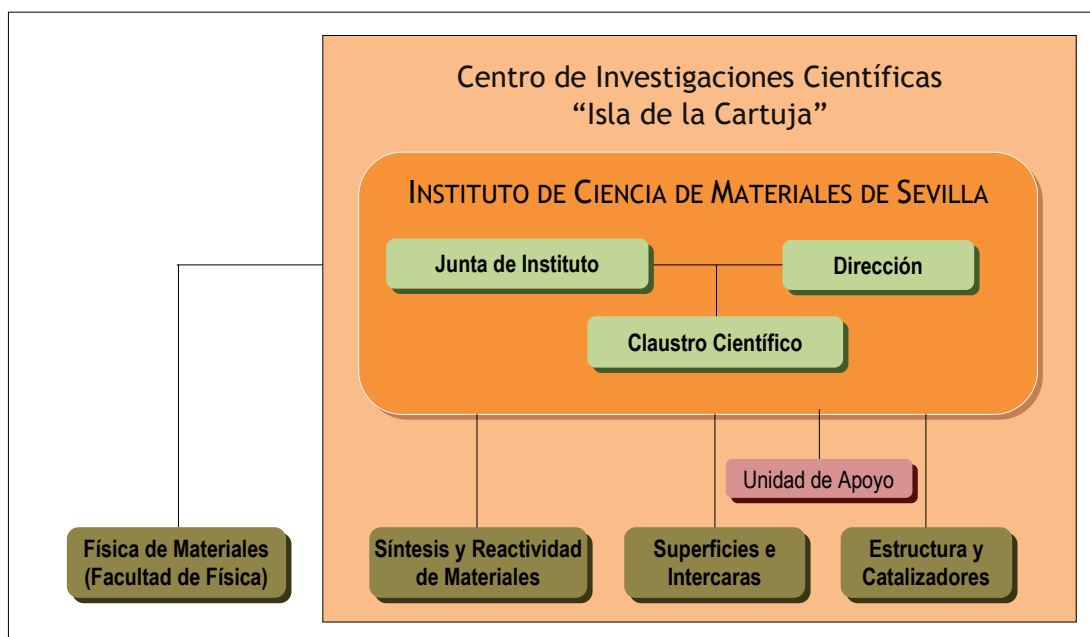 Centro de Investigaciones Científicas
“Isla de la Cartuja”
INSTITUTO DE CIENCIA DE MATERIALES DE SEVILLA
Junta de Instituto
Dirección
Claustro Científico
Unidad de Apoyo
Física de Materiales
(Facultad de Física)
Síntesis y Reactividad
de Materiales
Superficies e
Intercaras
Estructura y
Catalizadores